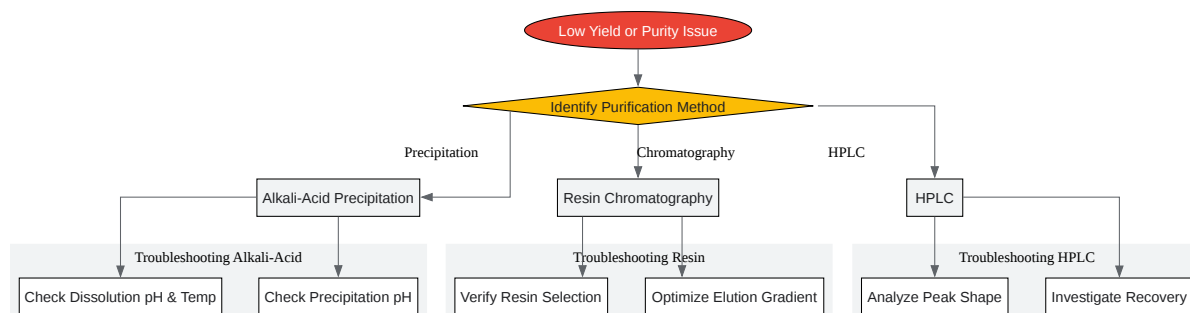 Low Yield or Purity Issue
Identify Purification Method
Precipitation
Chromatography
HPLC
Alkali-Acid Precipitation
Resin Chromatography
HPLC
Troubleshooting Alkali-Acid
Troubleshooting Resin
Troubleshooting HPLC
Check Dissolution pH & Temp
Check Precipitation pH
Verify Resin Selection
Optimize Elution Gradient
Analyze Peak Shape
Investigate Recovery